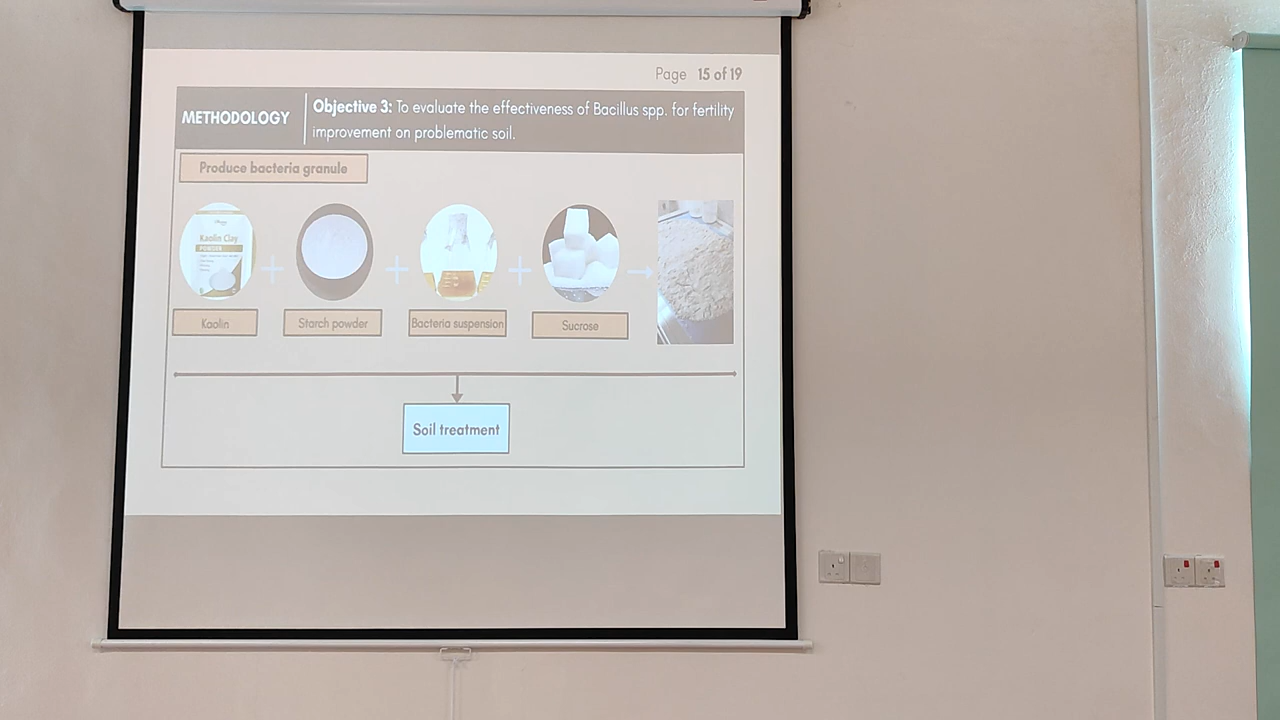 Page 15 of 19
METHODOLOGY
Objective 3: To evaluate the effectiveness of Bacillus spp. for fertility
improvement on problematic soil.
Produce bacteria granule
Kaolin Clay
POWDER
Kaolin
Starch powder
Bacteria suspension
Sucrose
Soil treatment